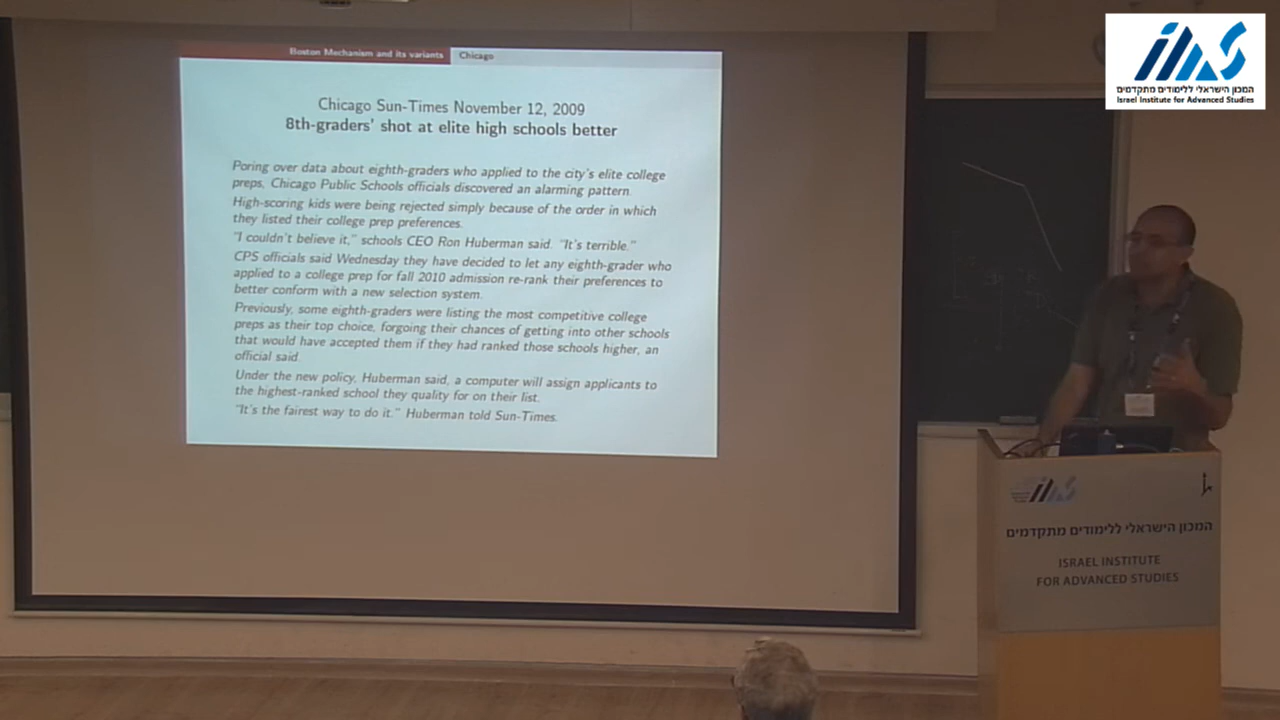 Boston Mechanism and its variants
Chicago
Chicago Sun-Times November 12, 2009
8th-graders' shot at elite high schools better
Poring over data about eighth-graders who applied to the city's elite college
preps, Chicago Public Schools officials discovered an alarming pattern.
High-scoring kids were being rejected simply because of the order in which
they listed their college prep preferences.
"I couldn't believe it," schools CEO Ron Huberman said. "It's terrible."
CPS officials said Wednesday they have decided to let any eighth-grader who
applied to a college prep for fall 2010 admission re-rank their preferences to
better conform with a new selection system.
Previously, some eighth-graders were listing the most competitive college
preps as their top choice, forgoing their chances of getting into other schools
that would have accepted them if they had ranked those schools higher, an
official said.
Under the new policy, Huberman said, a computer will assign applicants to
the highest-ranked school they quality for on their list.
"It's the fairest way to do it." Huberman told Sun-Times.
המכון הישראלי ללימודים מתקדמים
Israel Institute for Advanced Studies
המכון הישראלי ללימודים מתקדמים
ISRAEL INSTITUTE
FOR ADVANCED STUDIES